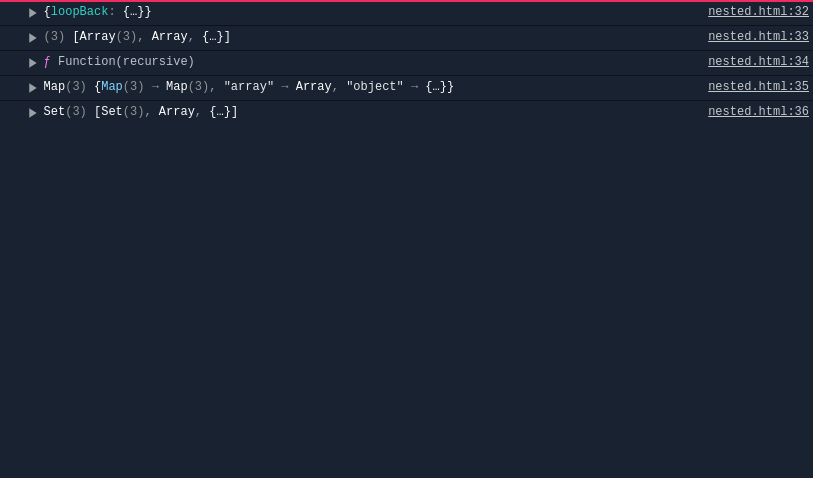 {loopBack: {…}} nested.html:32
(3) [Array(3), Array, {…}] nested.html:33
ƒ Function(recursive) nested.html:34
Map(3) {Map(3) → Map(3), "array" → Array, "object" → {…}} nested.html:35
Set(3) [Set(3), Array, {…}] nested.html:36